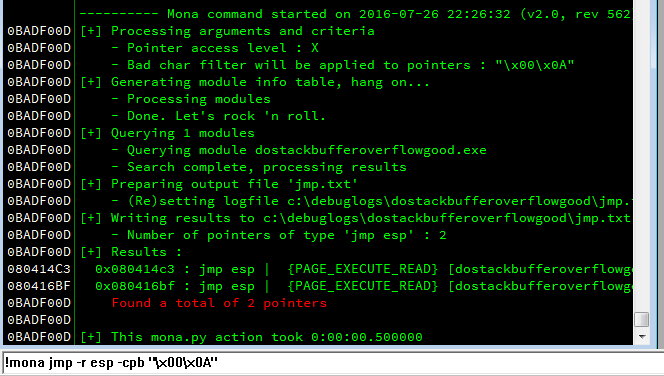 ---------- Mona command started on 2016-07-26 22:26:32 (v2.0, rev 562)
0BADF00D [+] Processing arguments and criteria
0BADF00D - Pointer access level : X
0BADF00D - Bad char filter will be applied to pointers : "\x00\x0A"
0BADF00D [+] Generating module info table, hang on...
0BADF00D - Processing modules
0BADF00D - Done. Let's rock 'n roll.
0BADF00D [+] Querying 1 modules
0BADF00D - Querying module dostackbufferoverflowgood.exe
0BADF00D - Search complete, processing results
0BADF00D [+] Preparing output file 'jmp.txt'
0BADF00D - (Re)setting logfile c:\debuglogs\dostackbufferoverflowgood\jmp.t
0BADF00D [+] Writing results to c:\debuglogs\dostackbufferoverflowgood\jmp.txt
0BADF00D - Number of pointers of type 'jmp esp' : 2
0BADF00D [+] Results :
080414C3 0x080414c3 : jmp esp | {PAGE_EXECUTE_READ} [dostackbufferoverflowgo
080416BF 0x080416bf : jmp esp | {PAGE_EXECUTE_READ} [dostackbufferoverflowgo
0BADF00D Found a total of 2 pointers
0BADF00D
0BADF00D [+] This mona.py action took 0:00:00.500000
!mona jmp -r esp -cpb "\x00\x0A"